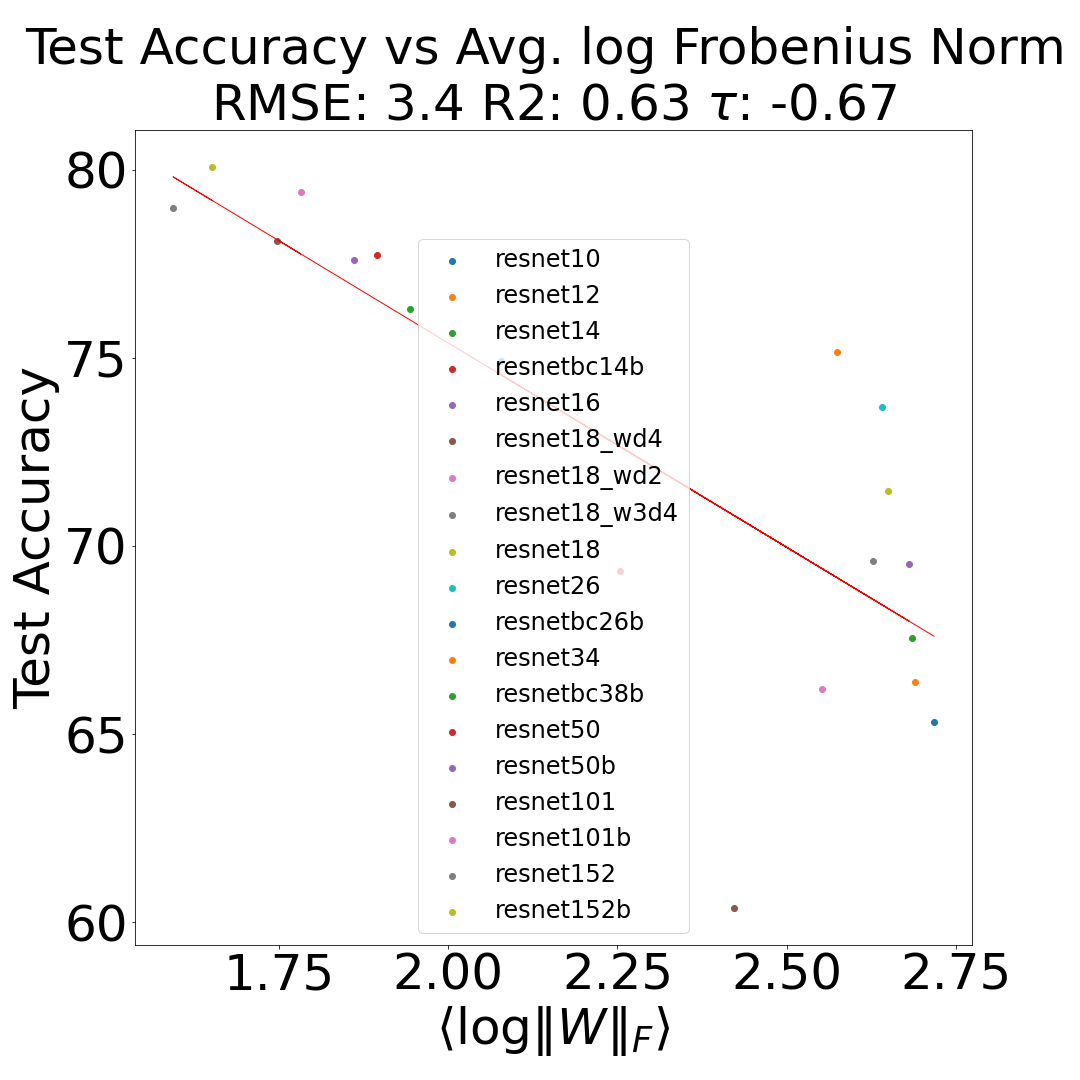 Test Accuracy vs Avg. log Frobenius Norm
RMSE: 3.4 R2: 0.63 τ: -0.67
80
75
70
65
60
Test Accuracy
resnet10
resnet12
resnet14
resnetbc14b
resnet16
resnet18_wd4
resnet18_wd2
resnet18_w3d4
resnet18
resnet26
resnetbc26b
resnet34
resnetbc38b
resnet50
resnet50b
resnet101
resnet101b
resnet152
resnet152b
1.75 2.00 2.25 2.50 2.75
⟨log‖W‖F⟩